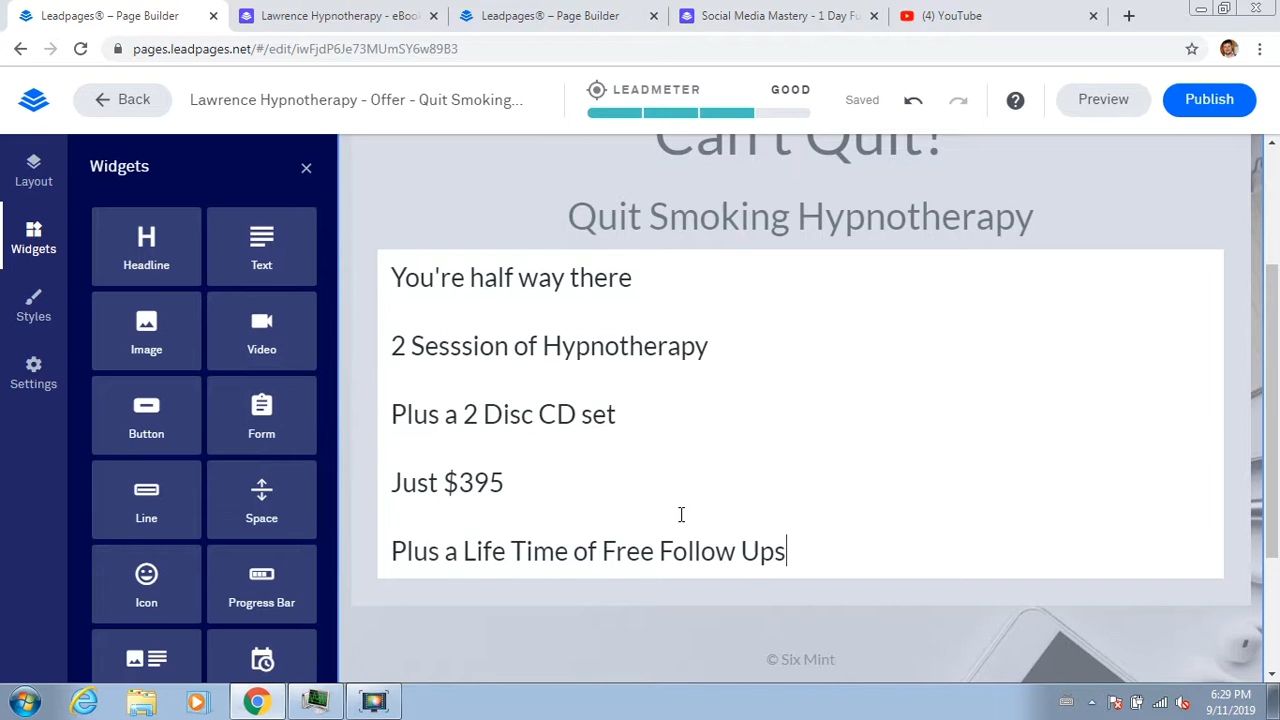 Leadpages® – Page Builder
Lawrence Hypnotherapy - eBook
Leadpages® – Page Builder
Social Media Mastery - 1 Day Fu
(4) YouTube
pages.leadpages.net/#/edit/iwFjdP6Je73MUmSY6w89B3
Back
Lawrence Hypnotherapy - Offer - Quit Smoking...
LEADMETER
GOOD
Saved
Preview
Publish
Layout
Widgets
Styles
Settings
Widgets
Headline
Text
Image
Video
Button
Form
Line
Space
Icon
Progress Bar
Can't Quit?
Quit Smoking Hypnotherapy
You're half way there
2 Sesssion of Hypnotherapy
Plus a 2 Disc CD set
Just $395
Plus a Life Time of Free Follow Ups
© Six Mint
6:29 PM
9/11/2019